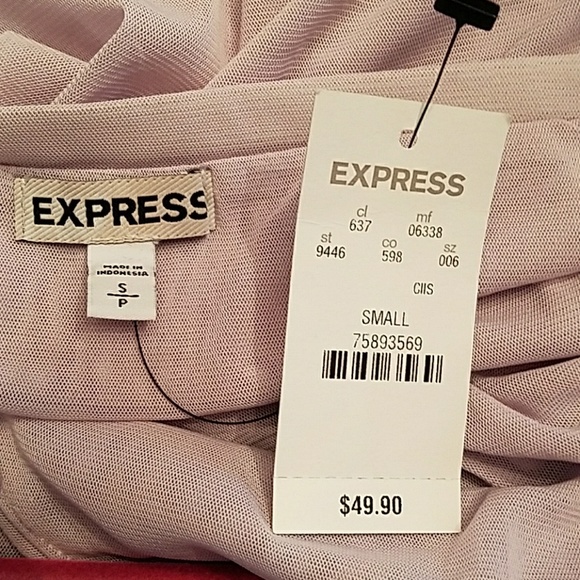 EXPRESS
MADE IN
INDONESIA
S
P
EXPRESS
cl mf
637 06338
st co sz
9446 598 006
CIIS
SMALL
75893569
$49.90